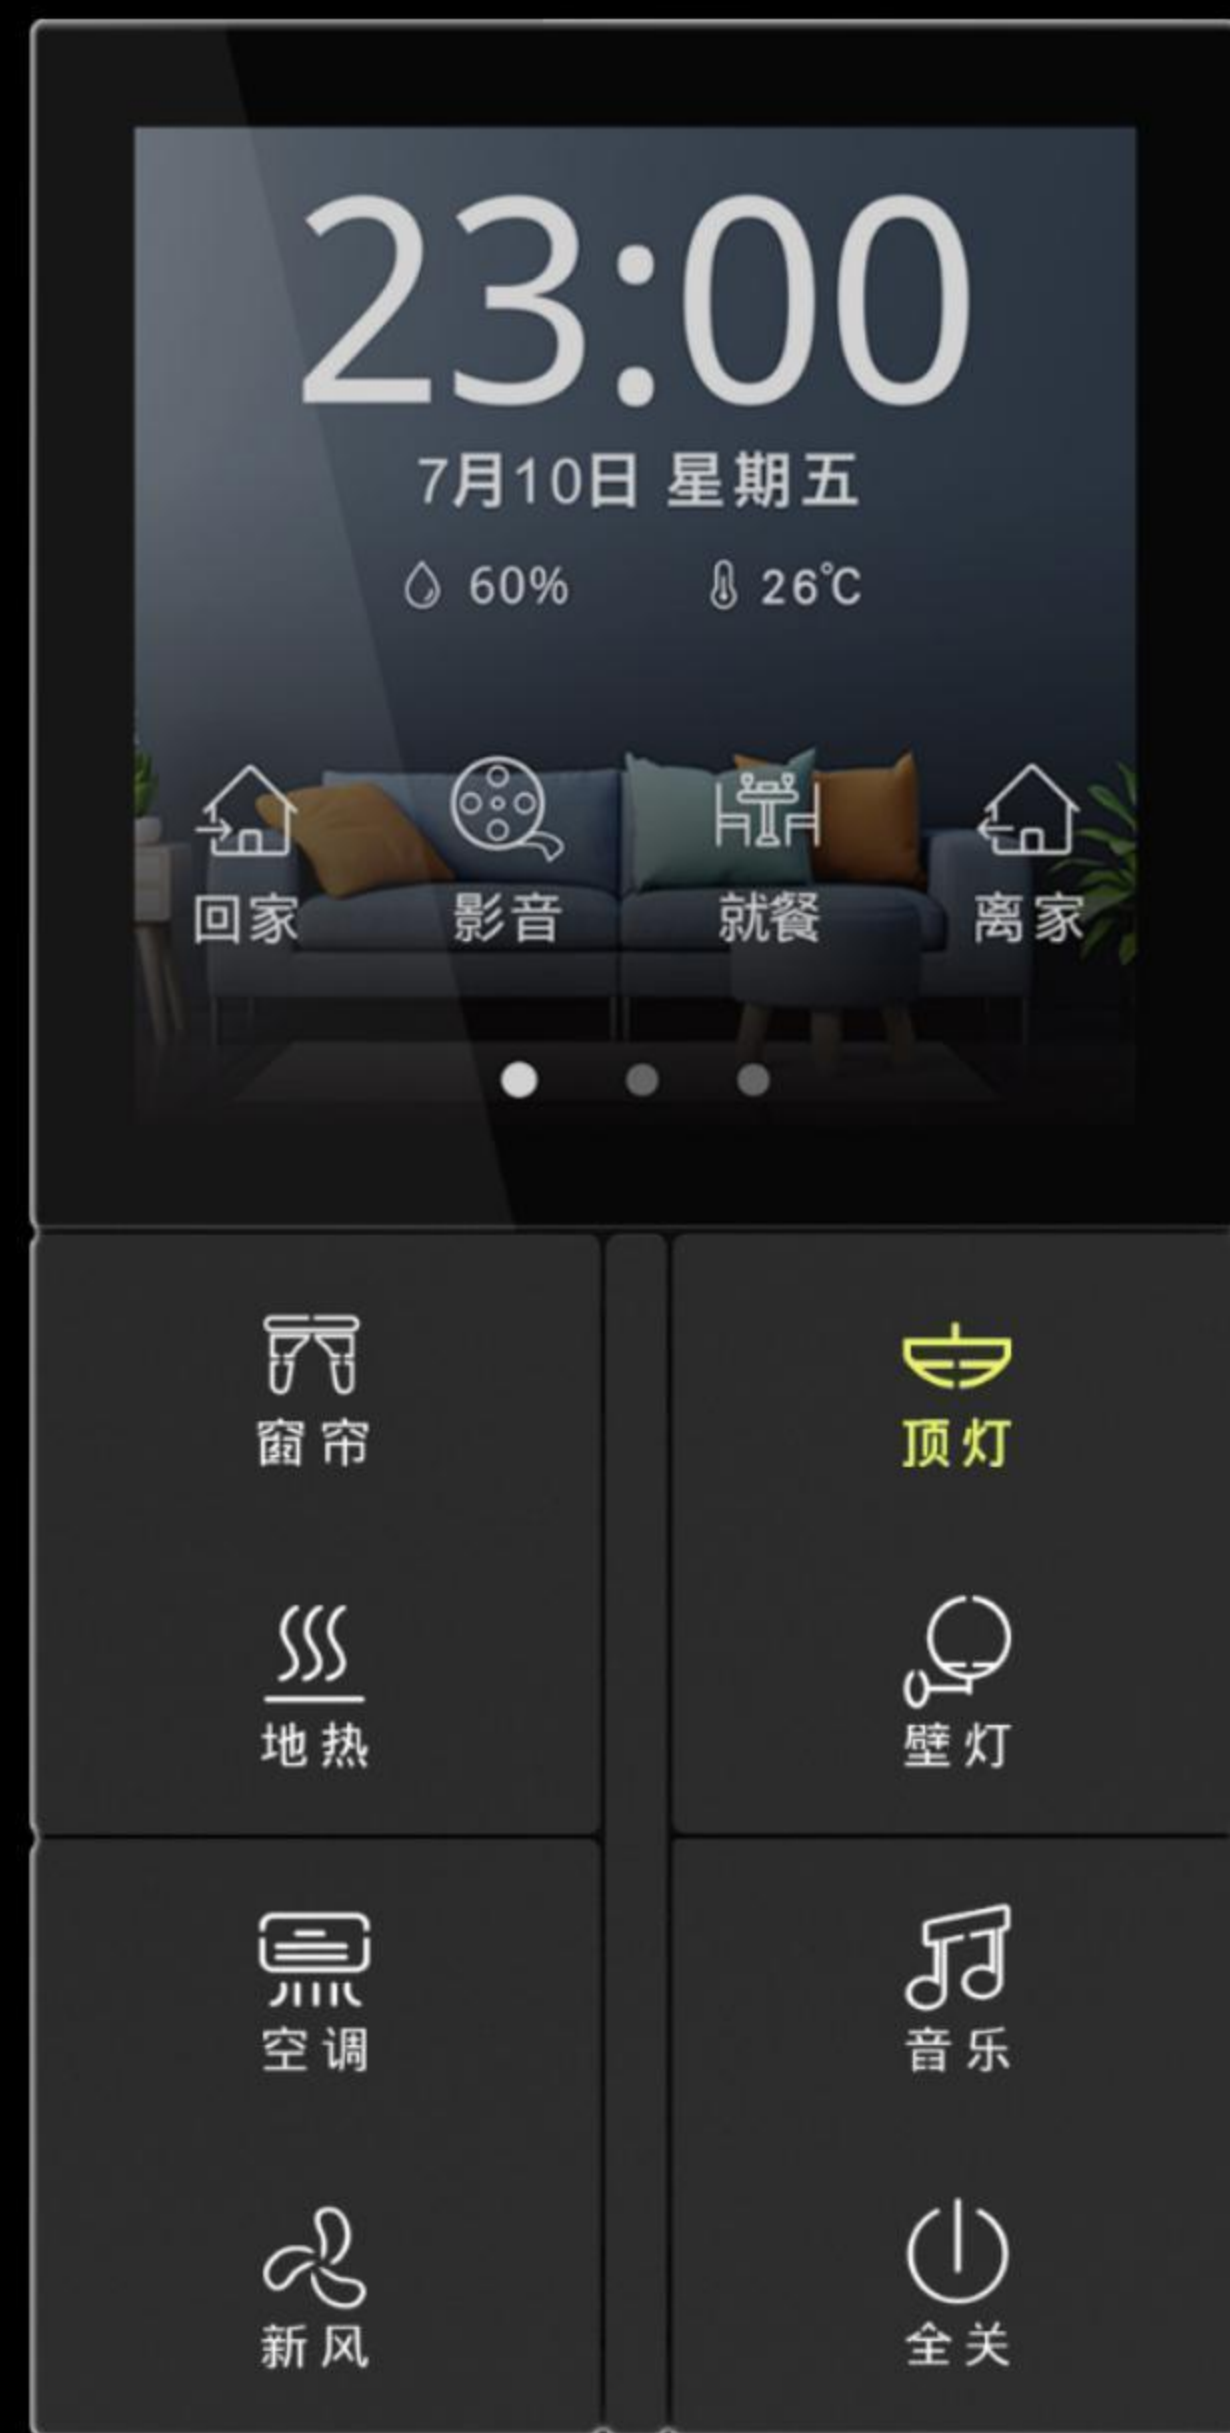 23:00
7月10日 星期五
60% 26℃
回家 影音 就餐 离家
窗帘 顶灯
地热 壁灯
空调 音乐
新风 全关